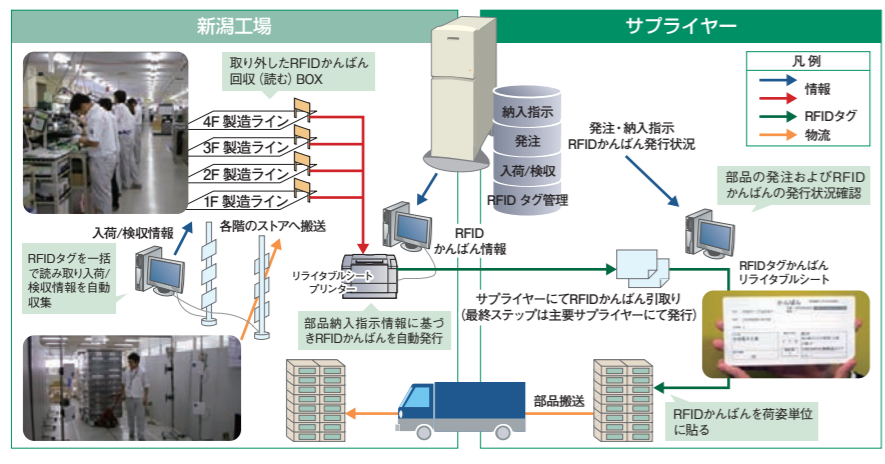 新潟工場
サプライヤー
取り外したRFIDかんばん
回収（読む）BOX
4F 製造ライン
3F 製造ライン
2F 製造ライン
1F 製造ライン
入荷/検収情報
各階のストアへ搬送
RFIDタグを一括
で読み取り入荷/
検収情報を自動
収集
リライタブルシート
プリンター
部品納入指示情報に基づ
きRFIDかんばんを自動発行
RFID
かんばん情報
納入指示
発注
入荷/検収
RFID タグ管理
発注・納入指示
RFIDかんばん発行状況
凡 例
情報
RFIDタグ
物流
部品の発注およびRFID
かんばんの発行状況確認
サプライヤーにてRFIDかんばん引取り
（最終ステップは主要サプライヤーにて発行）
RFIDタグかんばん
リライタブルシート
かんばん
部品搬送
RFIDかんばんを荷姿単位
に貼る